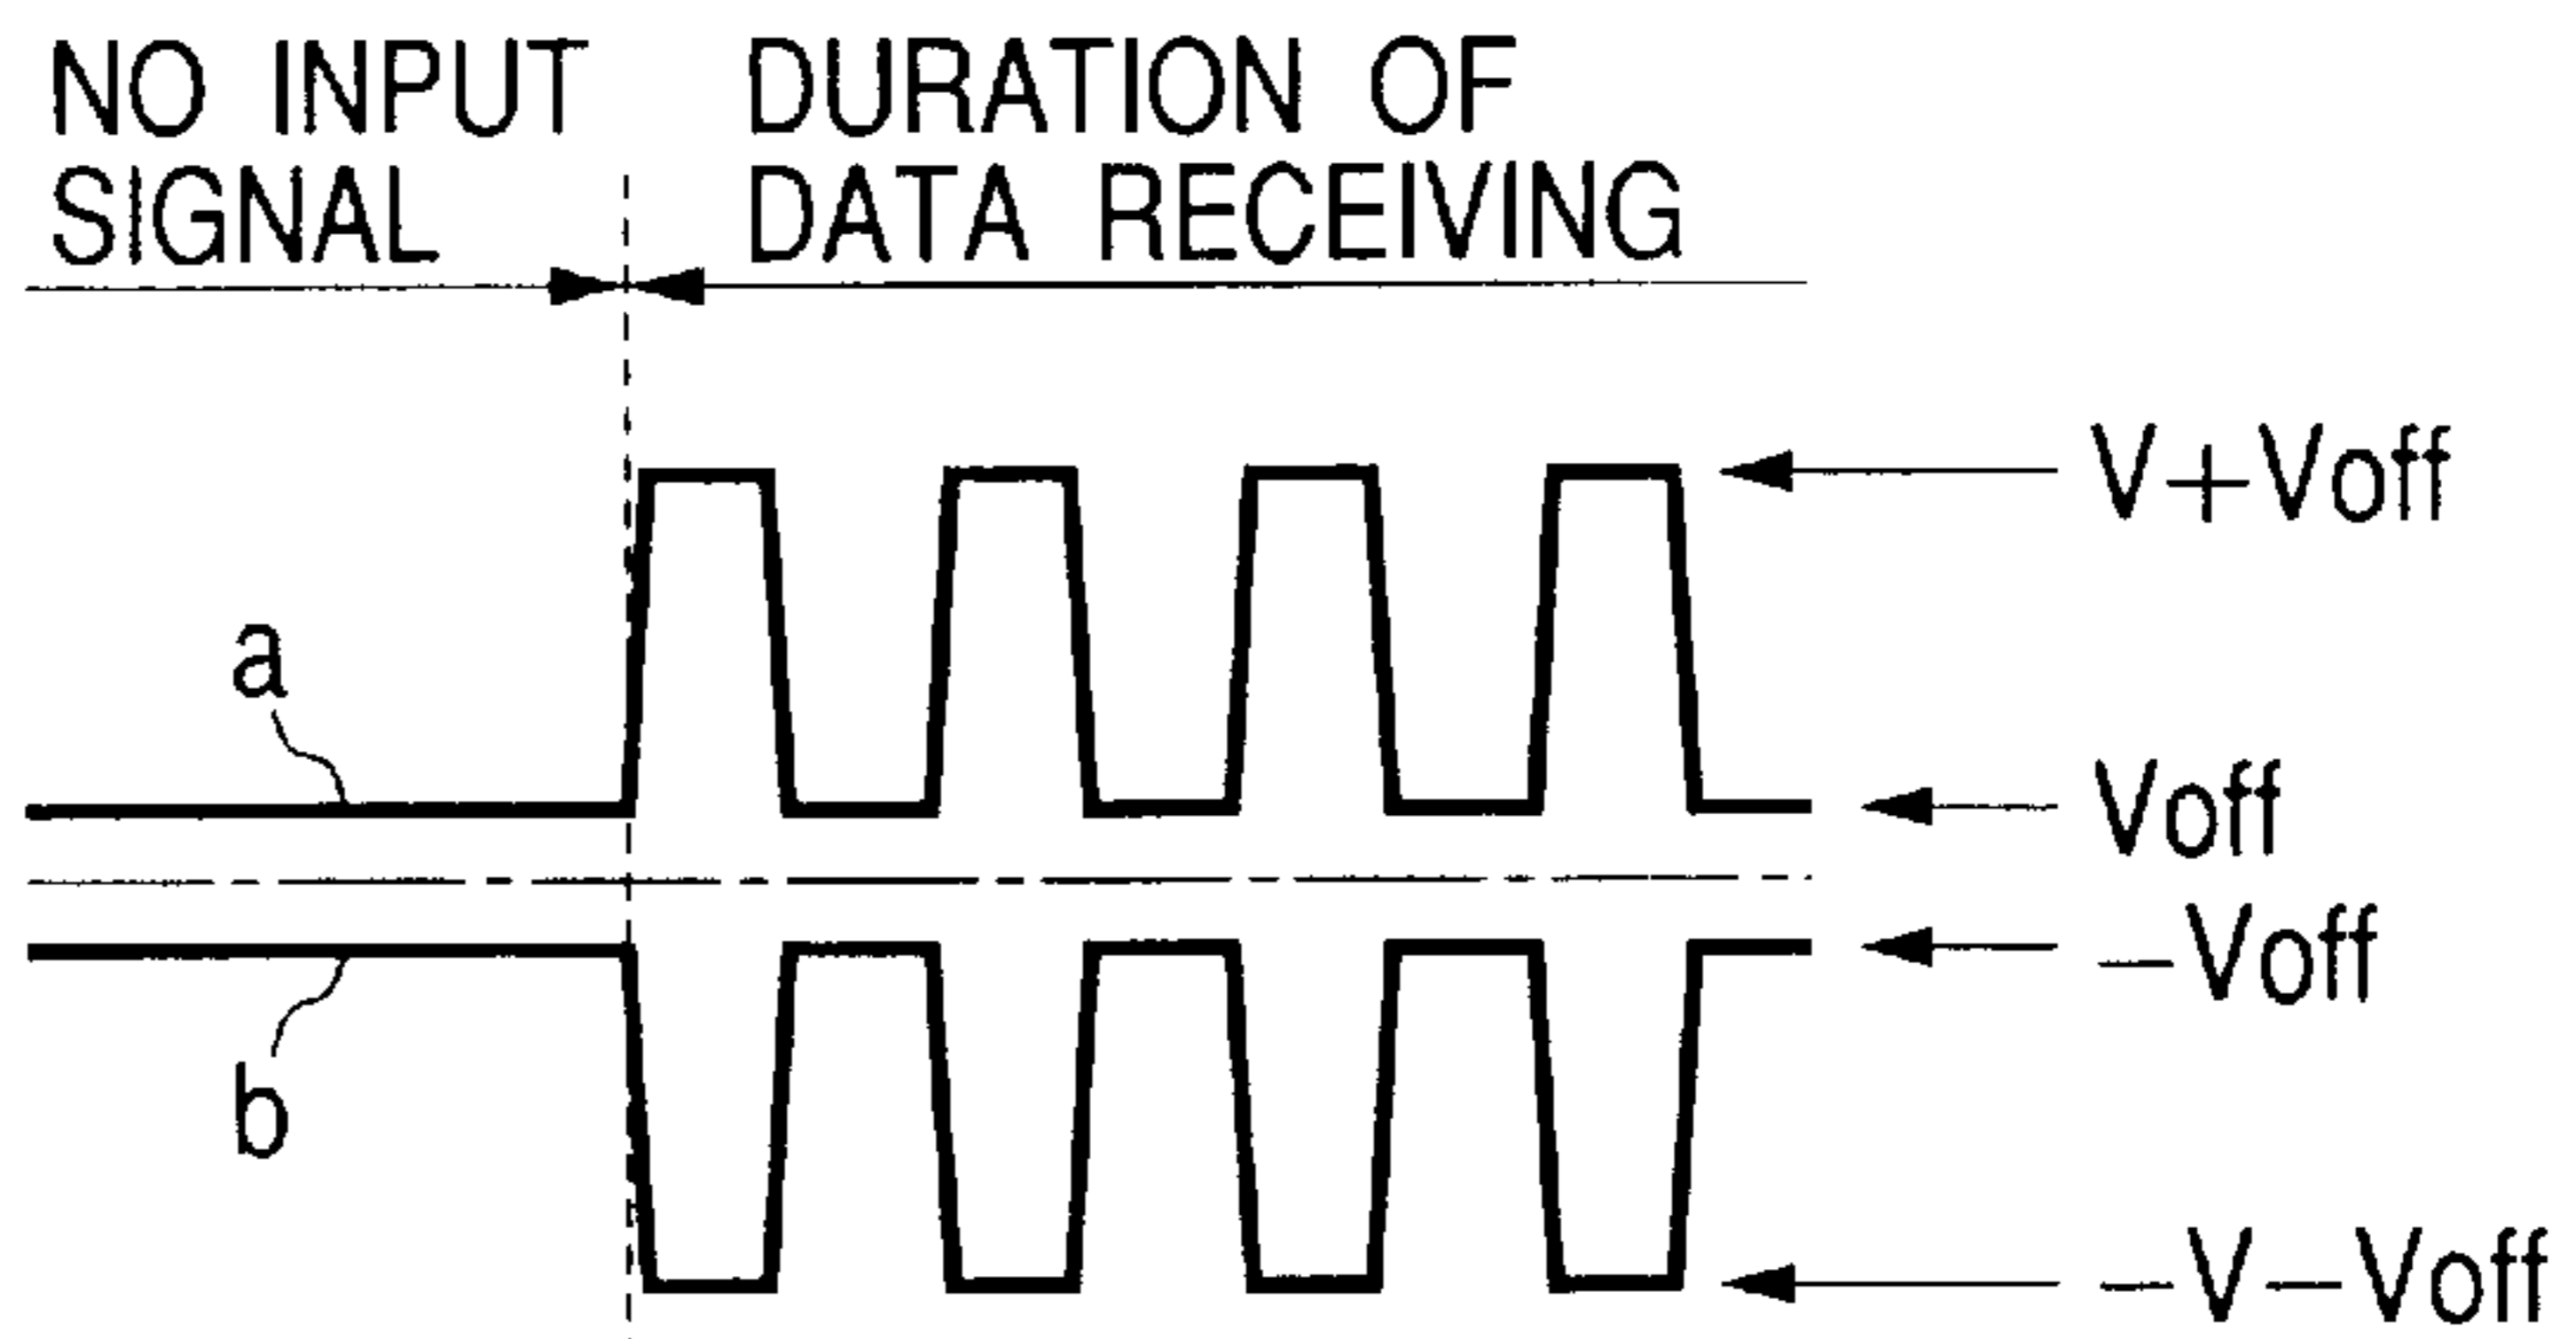 NO INPUT
SIGNAL
DURATION OF
DATA RECEIVING
V+Voff
a
Voff
−Voff
b
−V−Voff